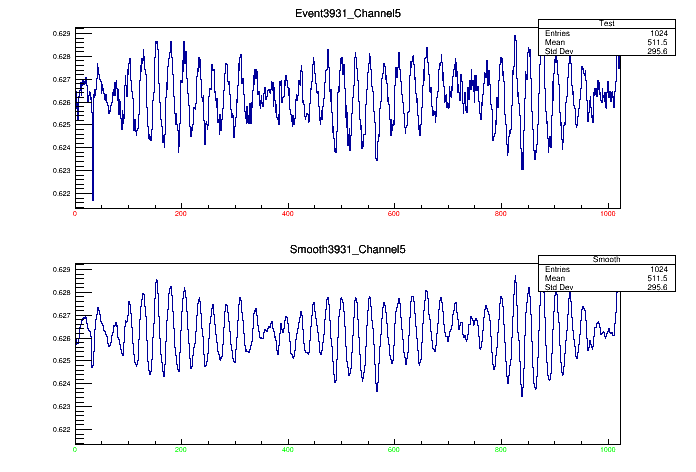 Event3931_Channel5
Test
Entries 1024
Mean 511.5
Std Dev 295.6
0.629
0.628
0.627
0.626
0.625
0.624
0.623
0.622
0 200 400 600 800 1000
Smooth3931_Channel5
Smooth
Entries 1024
Mean 511.5
Std Dev 295.6
0.629
0.628
0.627
0.626
0.625
0.624
0.623
0.622
0 200 400 600 800 1000